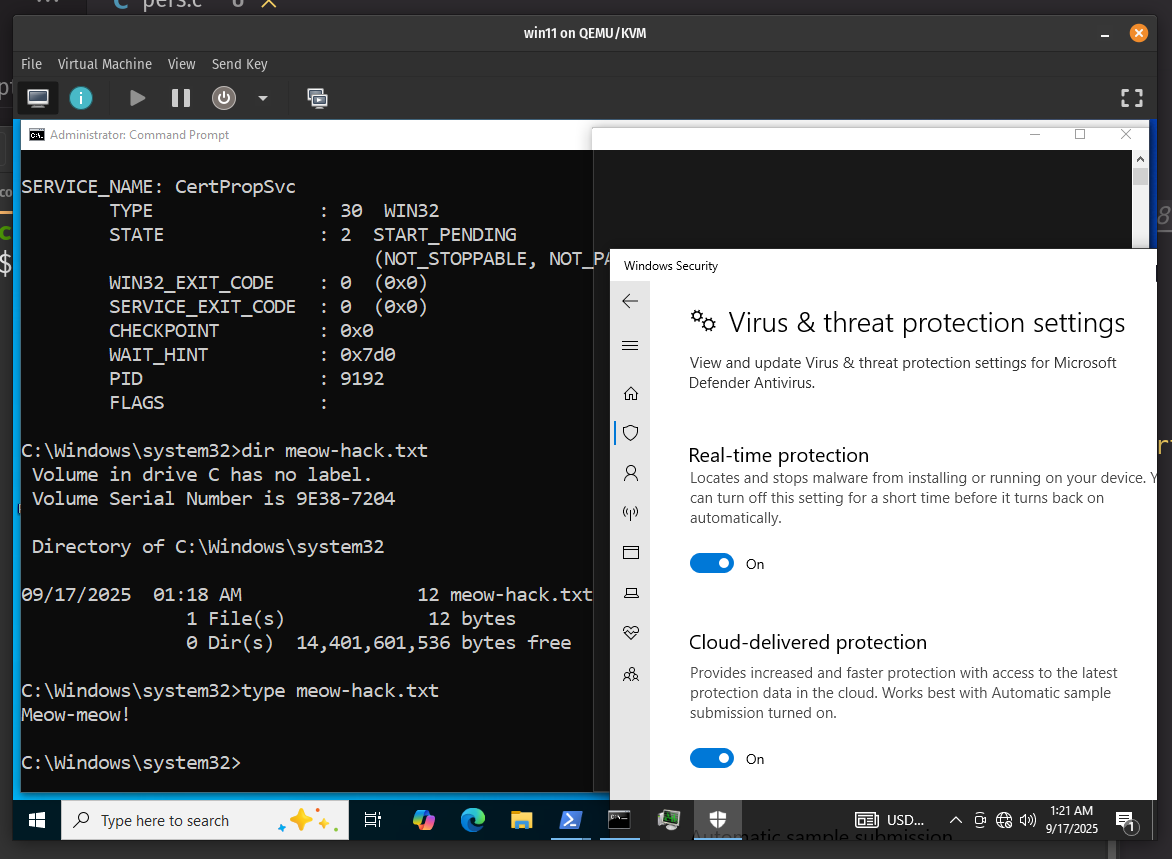 pers.c
win11 on QEMU/KVM
File Virtual Machine View Send Key
Administrator: Command Prompt
SERVICE_NAME: CertPropSvc
TYPE : 30 WIN32
STATE : 2 START_PENDING
(NOT_STOPPABLE, NOT_PA
WIN32_EXIT_CODE : 0 (0x0)
SERVICE_EXIT_CODE : 0 (0x0)
CHECKPOINT : 0x0
WAIT_HINT : 0x7d0
PID : 9192
FLAGS :
C:\Windows\system32>dir meow-hack.txt
Volume in drive C has no label.
Volume Serial Number is 9E38-7204
Directory of C:\Windows\system32
09/17/2025 01:18 AM 12 meow-hack.txt
1 File(s) 12 bytes
0 Dir(s) 14,401,601,536 bytes free
C:\Windows\system32>type meow-hack.txt
Meow-meow!
C:\Windows\system32>
Windows Security
Virus & threat protection settings
View and update Virus & threat protection settings for Microsoft
Defender Antivirus.
Real-time protection
Locates and stops malware from installing or running on your device. Y
can turn off this setting for a short time before it turns back on
automatically.
On
Cloud-delivered protection
Provides increased and faster protection with access to the latest
protection data in the cloud. Works best with Automatic sample
submission turned on.
On
Automatic sample submission
Type here to search
USD...
1:21 AM
9/17/2025
1